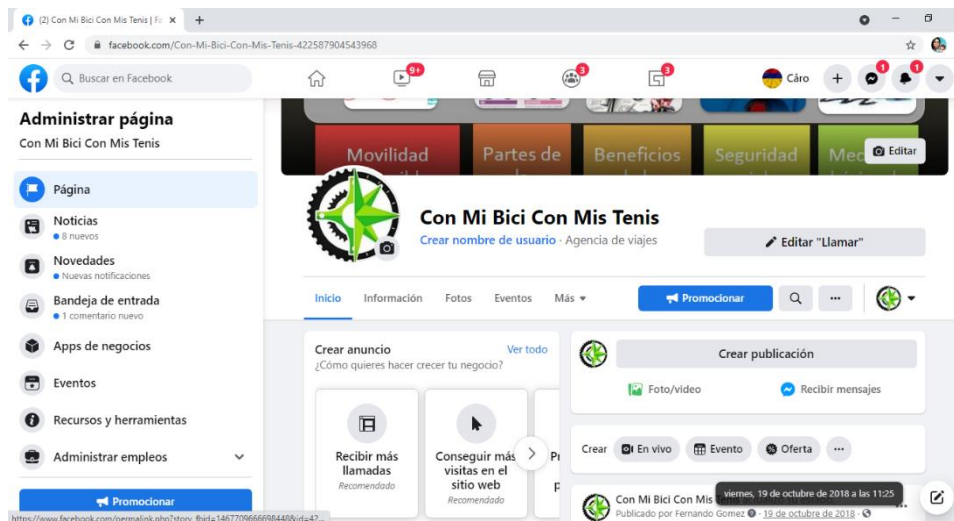 (2) Con Mi Bici Con Mis Tenis | Fa
facebook.com/Con-Mi-Bici-Con-Mis-Tenis-422587904543968
Buscar en Facebook
9+
3
3
Cäro
1
1
Administrar página
Con Mi Bici Con Mis Tenis
Página
Noticias
8 nuevos
Novedades
Nuevas notificaciones
Bandeja de entrada
1 comentario nuevo
Apps de negocios
Eventos
Recursos y herramientas
Administrar empleos
Promocionar
Movilidad
Partes de
Beneficios
Seguridad
Editar
Con Mi Bici Con Mis Tenis
Crear nombre de usuario · Agencia de viajes
Editar "Llamar"
Inicio
Información
Fotos
Eventos
Más
Promocionar
Crear anuncio
Ver todo
¿Cómo quieres hacer crecer tu negocio?
Recibir más
llamadas
Recomendado
Conseguir más
visitas en el
sitio web
Recomendado
Crear publicación
Foto/video
Recibir mensajes
Crear
En vivo
Evento
Oferta
Con Mi Bici Con Mis
viernes, 19 de octubre de 2018 a las 11:25
Publicado por Fernando Gomez · 19 de octubre de 2018 ·